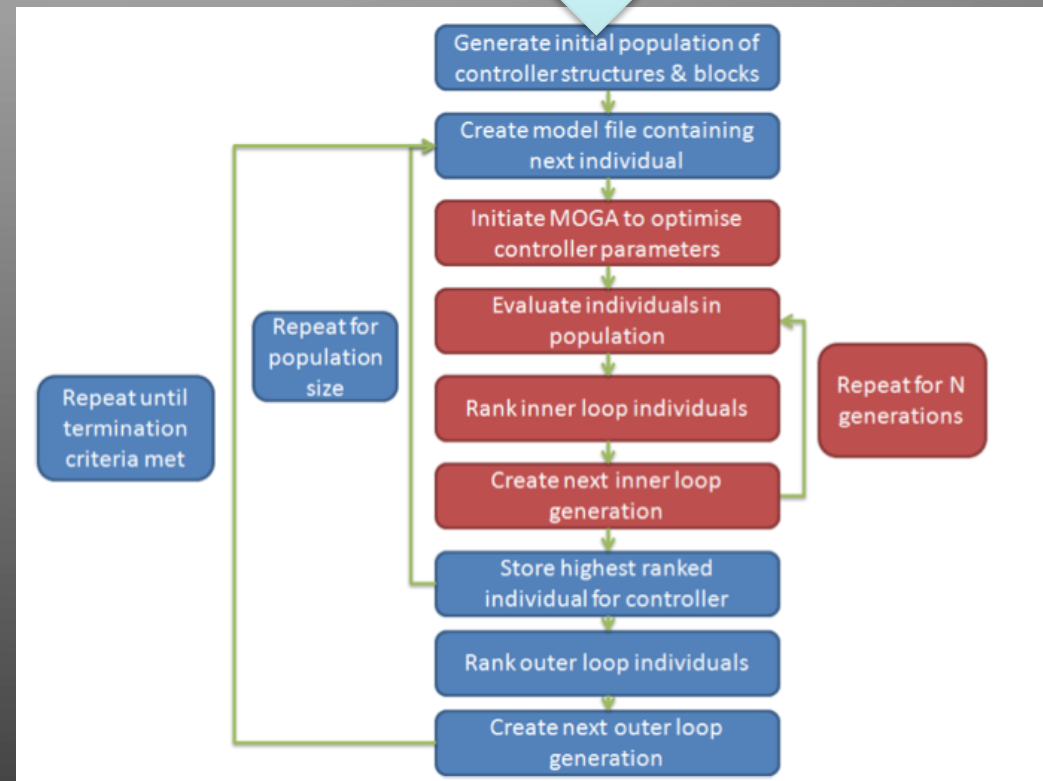 Generate initial population of
controller structures & blocks
Create model file containing
next individual
Initiate MOGA to optimise
controller parameters
Evaluate individuals in
population
Rank inner loop individuals
Create next inner loop
generation
Store highest ranked
individual for controller
Rank outer loop individuals
Create next outer loop
generation
Repeat for
population
size
Repeat until
termination
criteria met
Repeat for N
generations